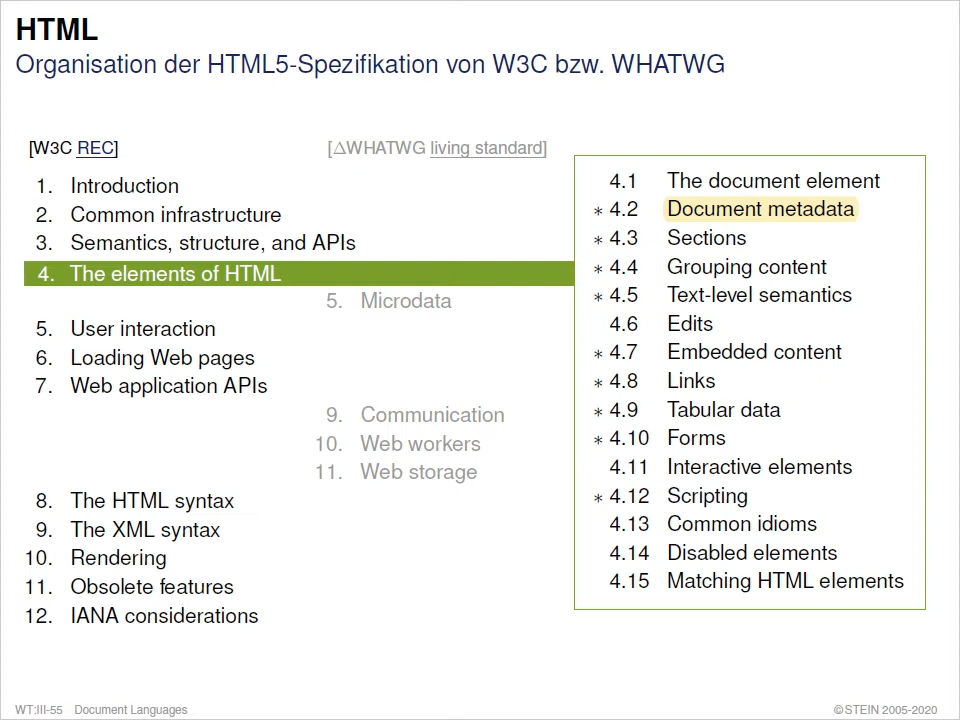 HTML
Organisation der HTML5-Spezifikation von W3C bzw. WHATWG
[W3C REC] [ΔWHATWG living standard]
1. Introduction
2. Common infrastructure
3. Semantics, structure, and APIs
4. The elements of HTML
5. Microdata
5. User interaction
6. Loading Web pages
7. Web application APIs
9. Communication
10. Web workers
11. Web storage
8. The HTML syntax
9. The XML syntax
10. Rendering
11. Obsolete features
12. IANA considerations
4.1 The document element
∗ 4.2 Document metadata
∗ 4.3 Sections
∗ 4.4 Grouping content
∗ 4.5 Text-level semantics
4.6 Edits
∗ 4.7 Embedded content
∗ 4.8 Links
∗ 4.9 Tabular data
∗ 4.10 Forms
4.11 Interactive elements
∗ 4.12 Scripting
4.13 Common idioms
4.14 Disabled elements
4.15 Matching HTML elements
WT:III-55 Document Languages ©STEIN 2005-2020